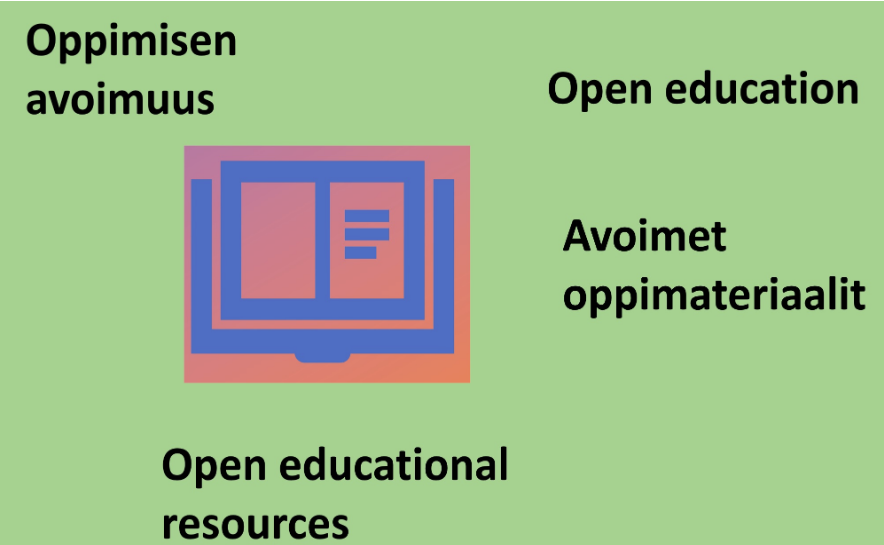 Oppimisen
avoimuus
Open education
Avoimet
oppimateriaalit
Open educational
resources